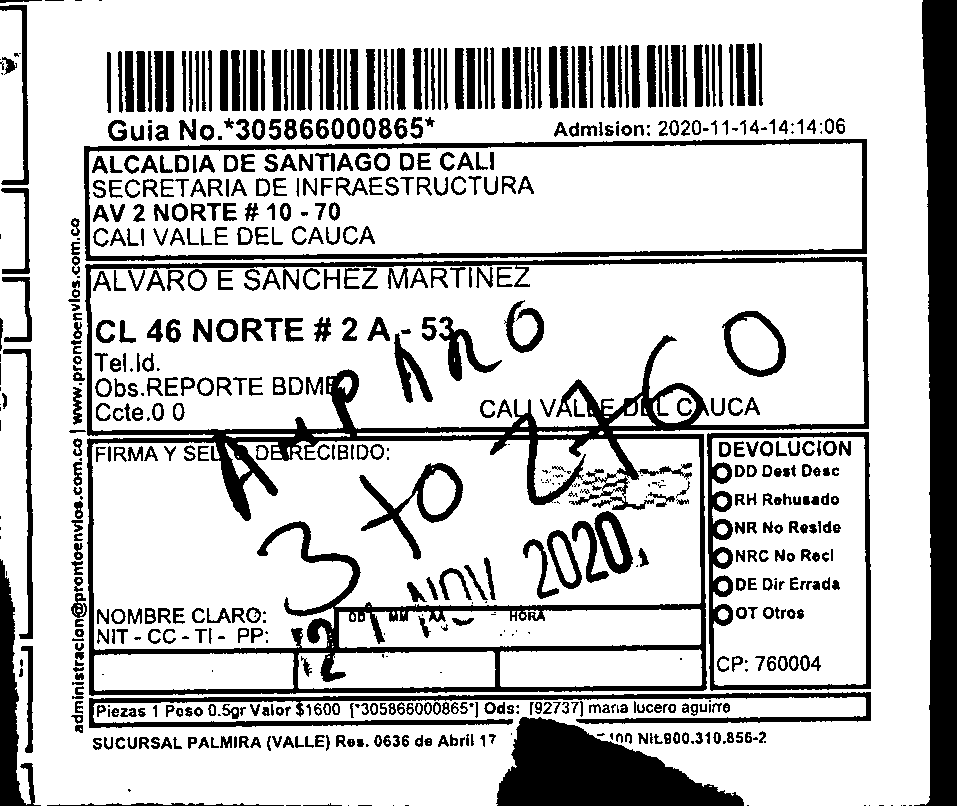 Guia No.*305866000865*
Admision: 2020-11-14-14:14:06
ALCALDIA DE SANTIAGO DE CALI
SECRETARIA DE INFRAESTRUCTURA
AV 2 NORTE # 10 - 70
CALI VALLE DEL CAUCA
ALVARO E SANCHEZ MARTINEZ
CL 46 NORTE # 2 A - 53
Tel.Id.
Obs.REPORTE BDME
Ccte.0 0
CALI VALLE DEL CAUCA
AMPARO
3702760
FIRMA Y SELLO DE RECIBIDO:
21 NOV 2020
NOMBRE CLARO:
NIT - CC - TI - PP:
DD MM AA HORA
DEVOLUCION
DD Dest Desc
RH Rehusado
NR No Reside
NRC No Recl
DE Dir Errada
OT Otros
CP: 760004
Piezas 1 Peso 0.5gr Valor $1600 [*305866000865*] Ods: [92737] maria lucero aguirre
SUCURSAL PALMIRA (VALLE) Res. 0636 de Abril 17
Nit.900.310.856-2
administracion@prontoenvios.com.co | www.prontoenvios.com.co